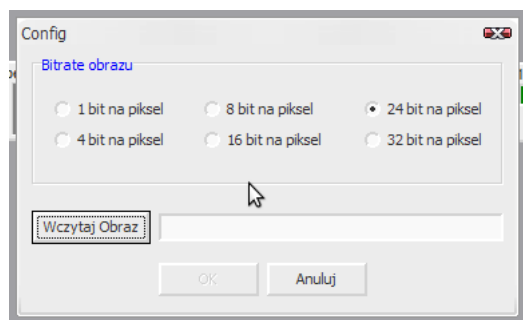 Config
Bitrate obrazu
1 bit na piksel 8 bit na piksel 24 bit na piksel
4 bit na piksel 16 bit na piksel 32 bit na piksel
Wczytaj Obraz
OK Anuluj